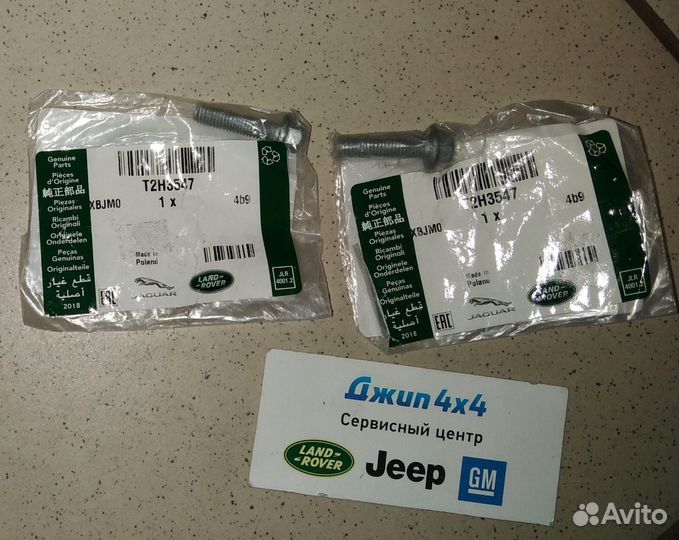 Genuine
Parts
Pièces
d'Origine
純正部品
Piezas
Originales
Ricambi
Originali
Originele
Onderdelen
Peças
Genuinas
Originalteile
قطع غيار
أصلية
2018
T2H3547
XBJM0
1 x
4b9
Made in
Poland
EAC
JAGUAR
LAND-
ROVER
JLR
4001.2
Genuine
Parts
Pièces
d'Origine
純正部品
Piezas
Originales
Ricambi
Originali
Originele
Onderdelen
Peças
Genuinas
Originalteile
قطع غيار
أصلية
2018
T2H3547
XBJM0
1 x
4b9
Made in
Poland
EAC
JAGUAR
LAND-
ROVER
JLR
4001.2
Джип 4x4
Сервисный центр
LAND-
ROVER
Jeep
GM
Avito